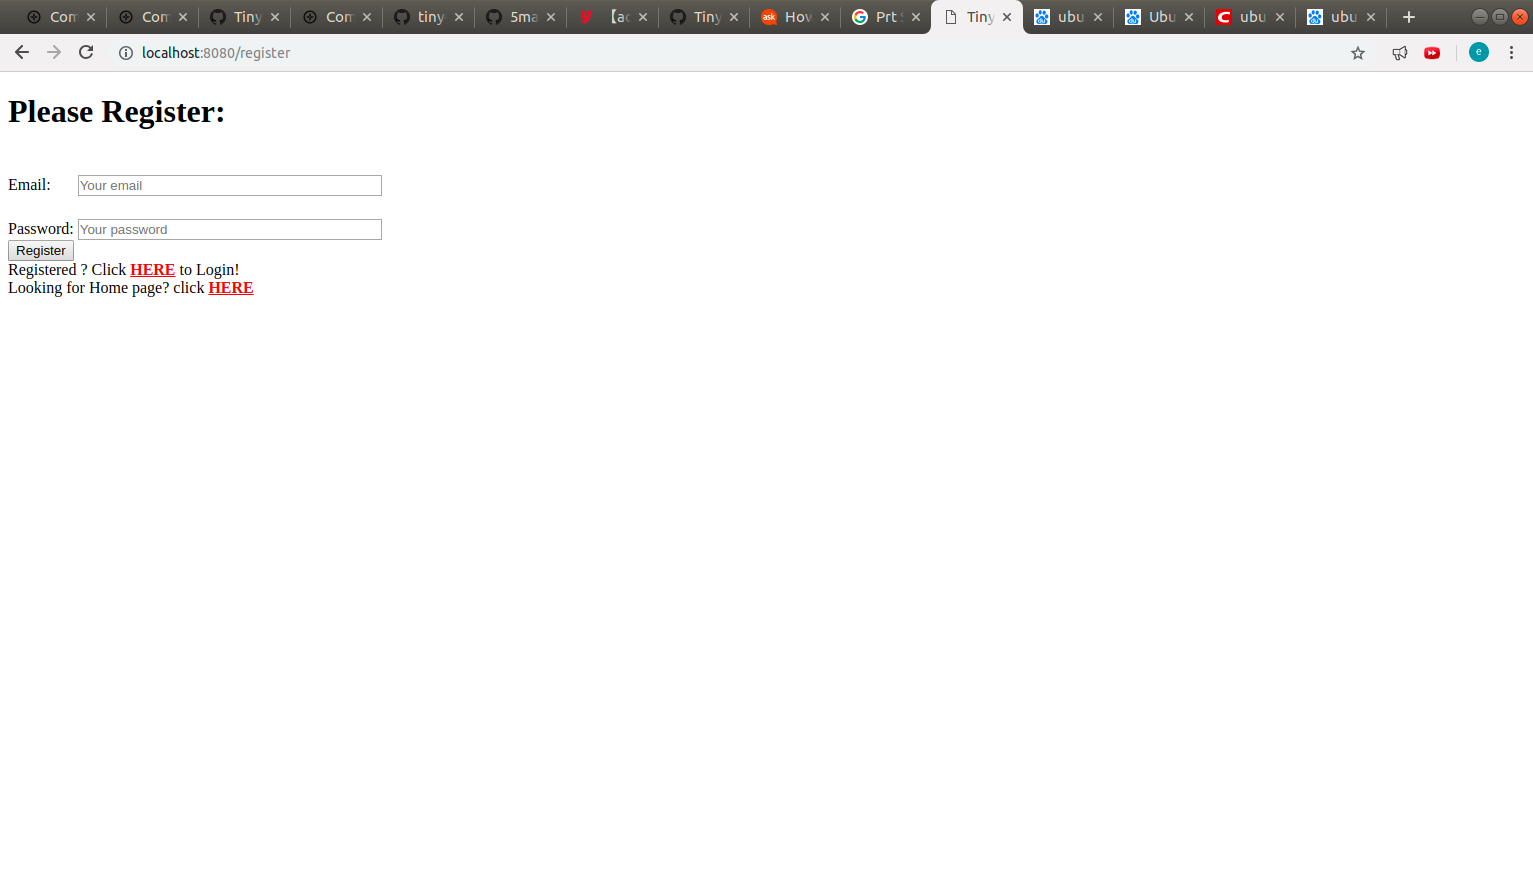 Com Com Tiny Com tiny 5ma 【ac Tiny How Prt S Tiny ubu Ubu ubu ubu
localhost:8080/register
Please Register:
Email: Your email
Password: Your password
Register
Registered ? Click HERE to Login!
Looking for Home page? click HERE